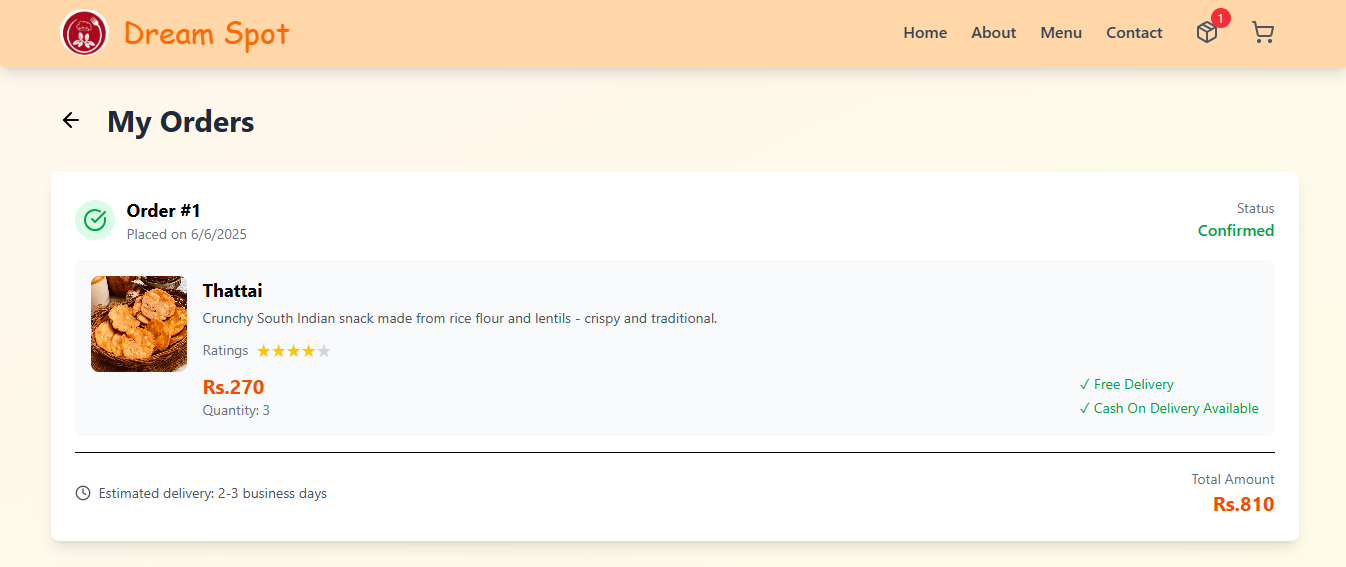 Dream Spot
Home
About
Menu
Contact
1
My Orders
Order #1
Placed on 6/6/2025
Status
Confirmed
Thattai
Crunchy South Indian snack made from rice flour and lentils - crispy and traditional.
Ratings
Rs.270
Quantity: 3
✓ Free Delivery
✓ Cash On Delivery Available
Estimated delivery: 2-3 business days
Total Amount
Rs.810